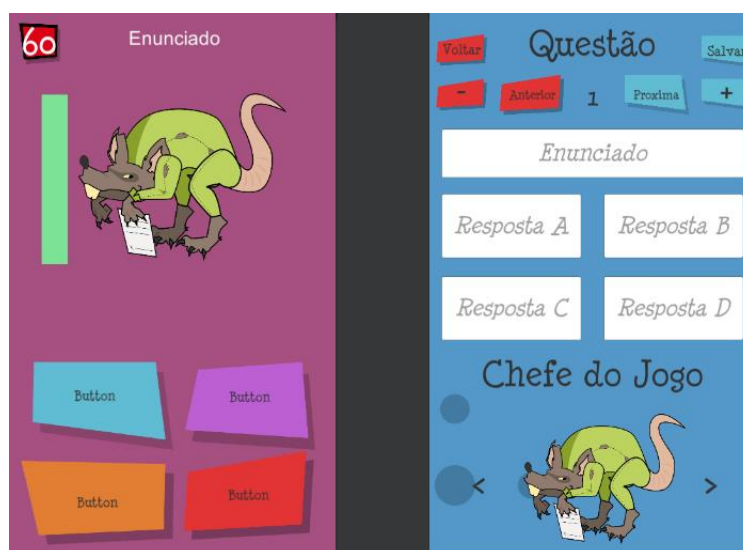 60
Enunciado
Button
Button
Button
Button
Voltar
Questão
Salvar
-
Anterior
1
Proxima
+
Enunciado
Resposta A
Resposta B
Resposta C
Resposta D
Chefe do Jogo
<
>